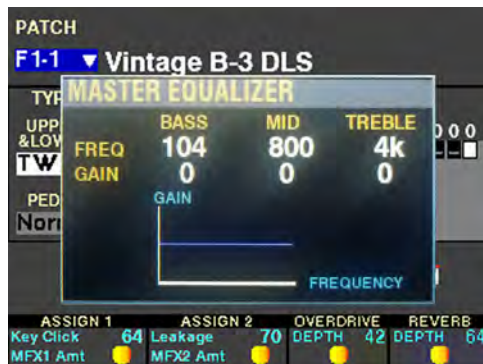 PATCH
F1-1 Vintage B-3 DLS
TYP
MASTER EQUALIZER
UPP
&LOW
TW
BASS MID TREBLE
000
FREQ 104 800 4k
GAIN 0 0 0
PED
Nor
GAIN
FREQUENCY
ASSIGN 1 ASSIGN 2 OVERDRIVE REVERB
Key Click 64 Leakage 70 DEPTH 42 DEPTH 64
MFX1 Amt MFX2 Amt